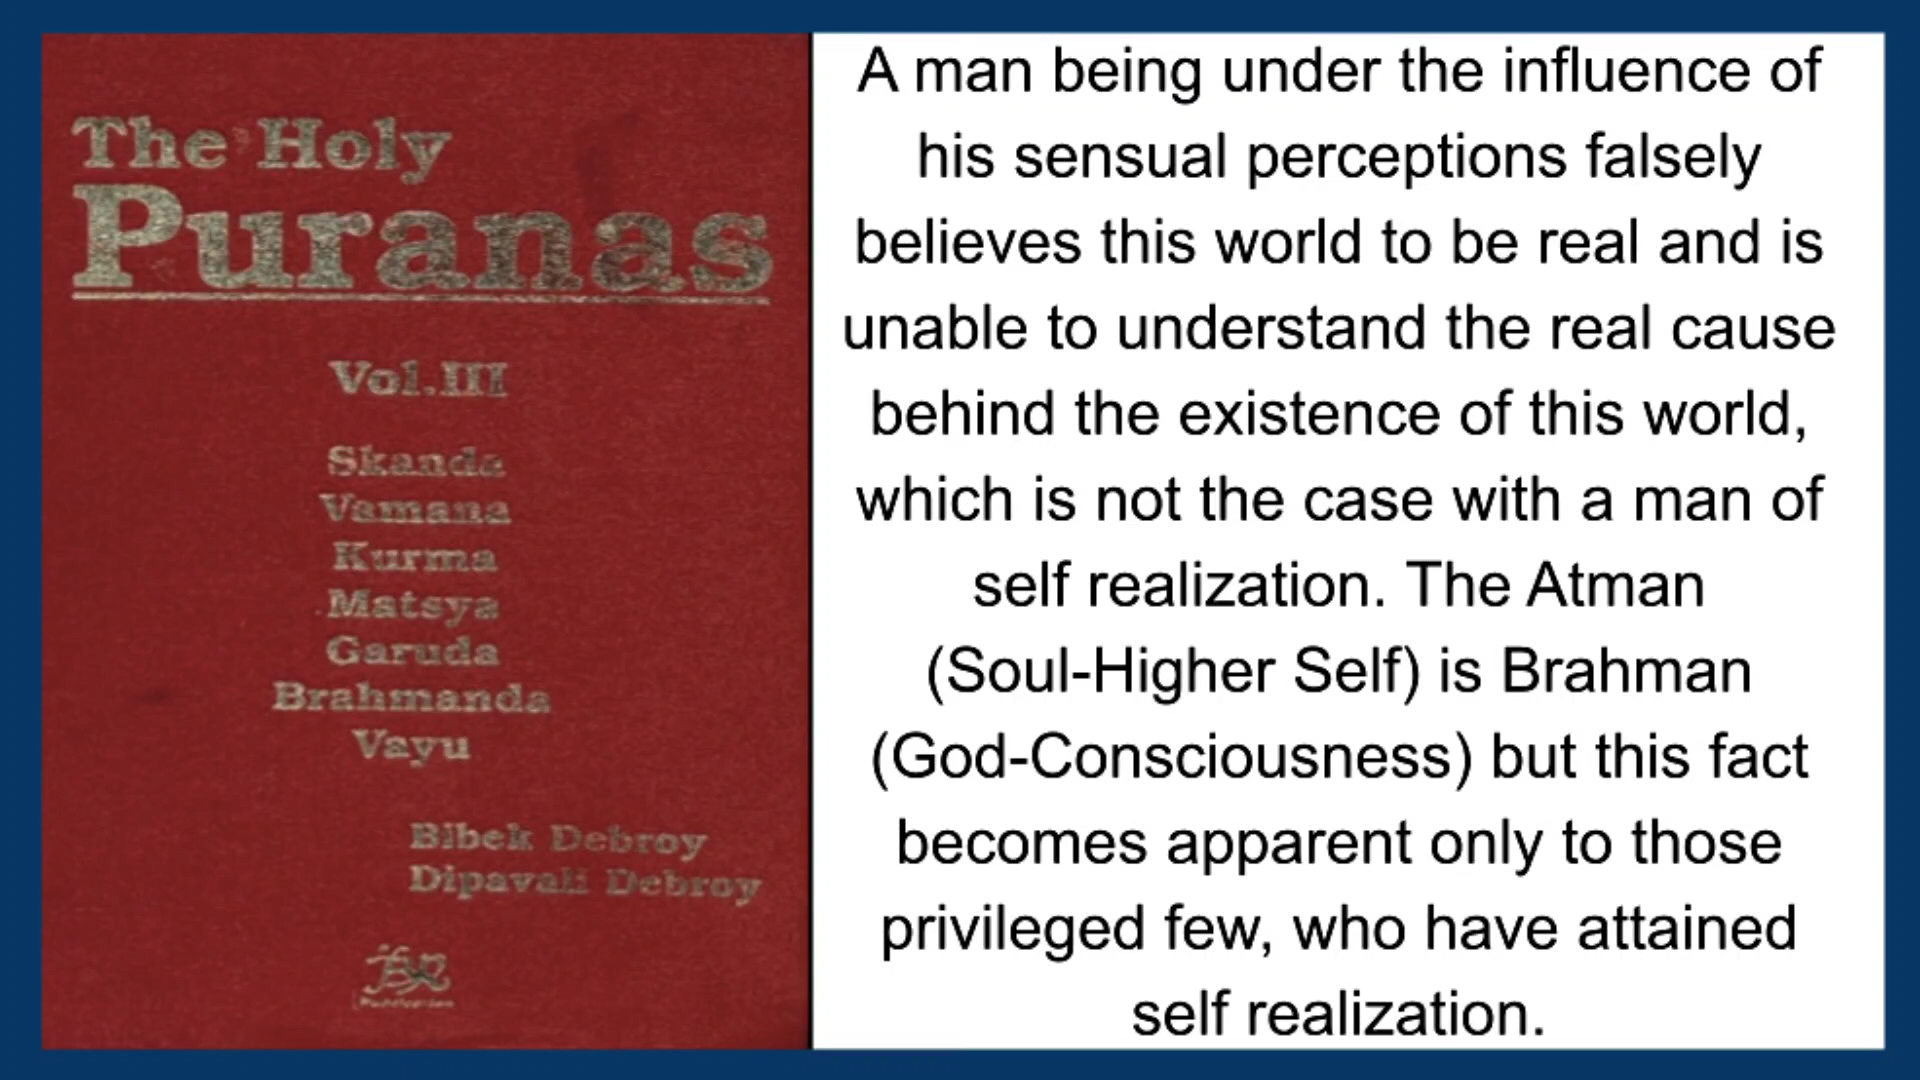 The Holy
Puranas
Vol.III
Skanda
Vamana
Kurma
Matsya
Garuda
Brahmanda
Vayu
Bibek Debroy
Dipavali Debroy
A man being under the influence of
his sensual perceptions falsely
believes this world to be real and is
unable to understand the real cause
behind the existence of this world,
which is not the case with a man of
self realization. The Atman
(Soul-Higher Self) is Brahman
(God-Consciousness) but this fact
becomes apparent only to those
privileged few, who have attained
self realization.